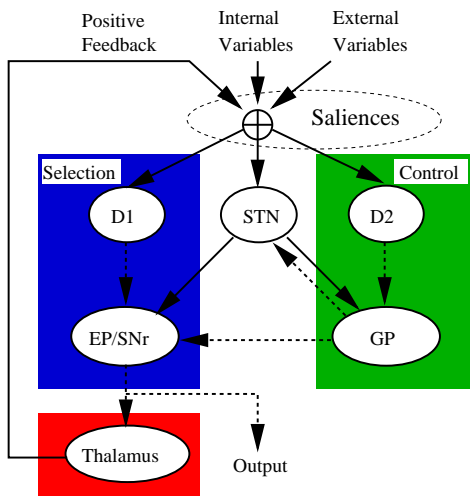 Positive
Feedback
Internal
Variables
External
Variables
Saliences
Selection
Control
D1
STN
D2
EP/SNr
GP
Thalamus
Output